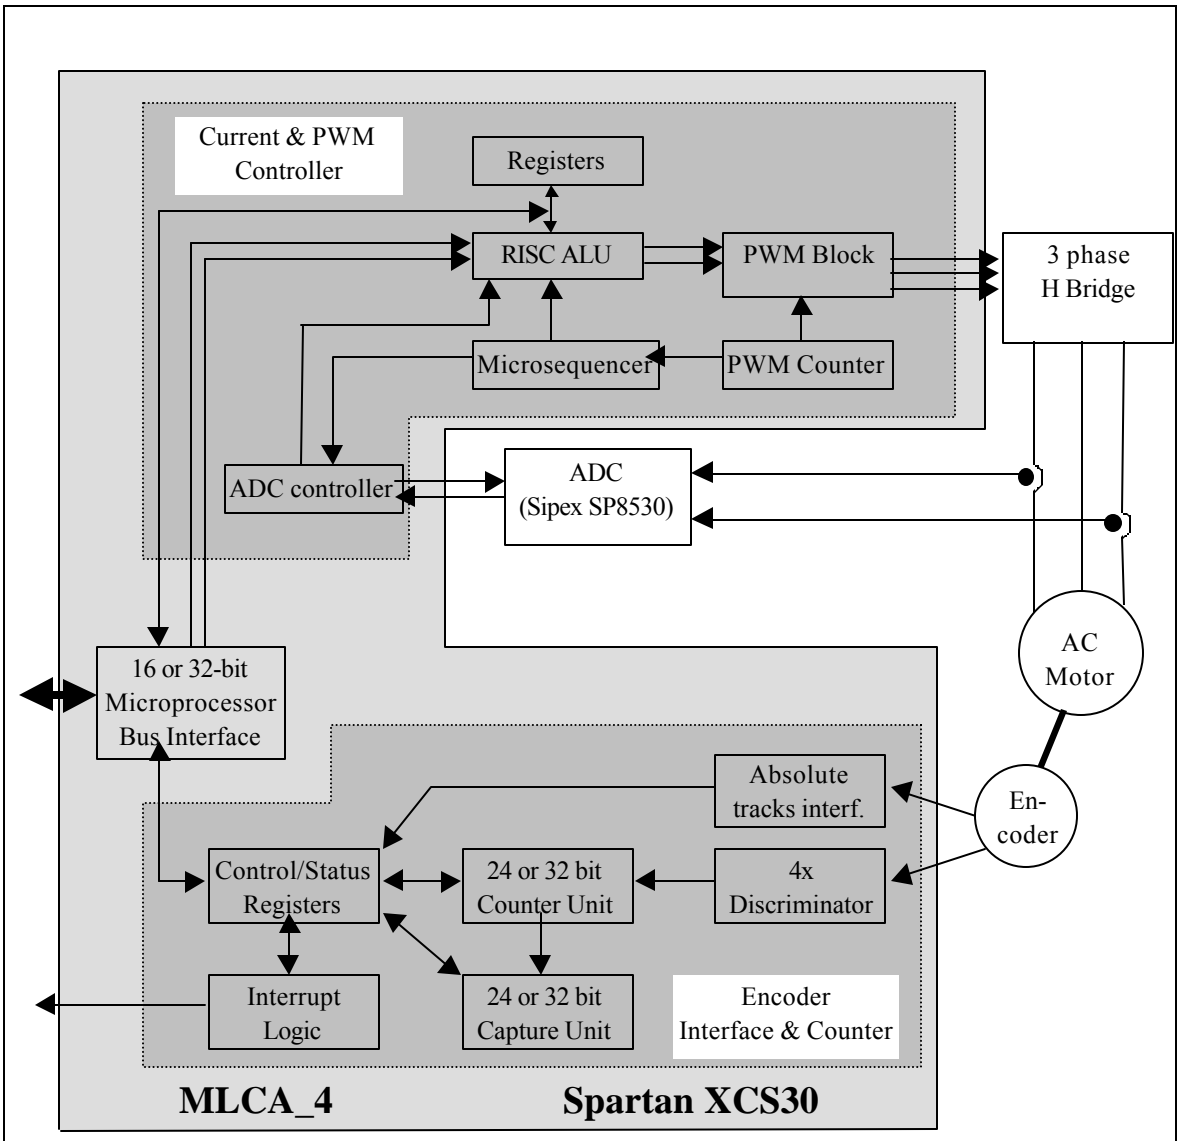 Current & PWM
Controller
Registers
RISC ALU
PWM Block
3 phase
H Bridge
Microsequencer
PWM Counter
ADC controller
ADC
(Sipex SP8530)
16 or 32-bit
Microprocessor
Bus Interface
AC
Motor
Absolute
tracks interf.
En-
coder
Control/Status
Registers
24 or 32 bit
Counter Unit
4x
Discriminator
Interrupt
Logic
24 or 32 bit
Capture Unit
Encoder
Interface & Counter
MLCA_4
Spartan XCS30